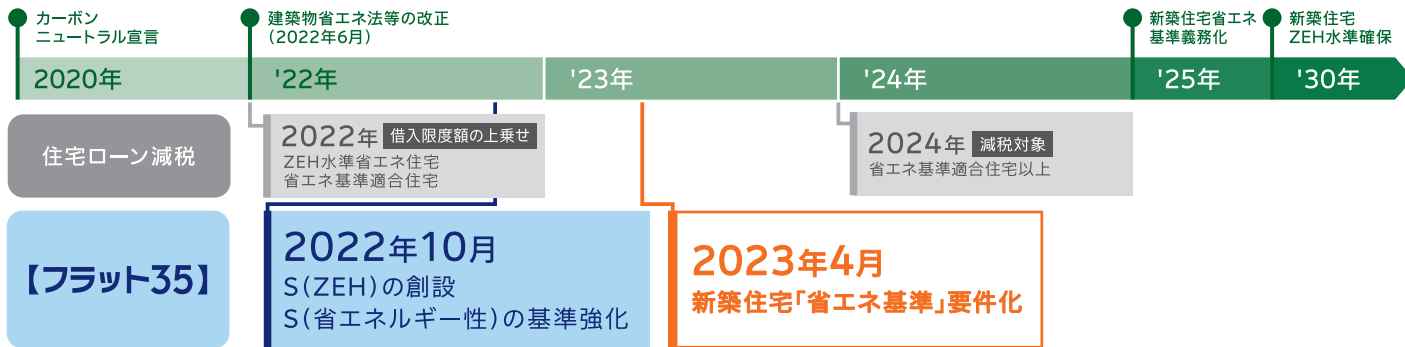 カーボン
ニュートラル宣言
建築物省エネ法等の改正
(2022年6月)
新築住宅省エネ
基準義務化
新築住宅
ZEH水準確保
2020年
'22年
'23年
'24年
'25年
'30年
住宅ローン減税
2022年 借入限度額の上乗せ
ZEH水準省エネ住宅
省エネ基準適合住宅
2024年 減税対象
省エネ基準適合住宅以上
【フラット35】
2022年10月
S(ZEH)の創設
S(省エネルギー性)の基準強化
2023年4月
新築住宅「省エネ基準」要件化